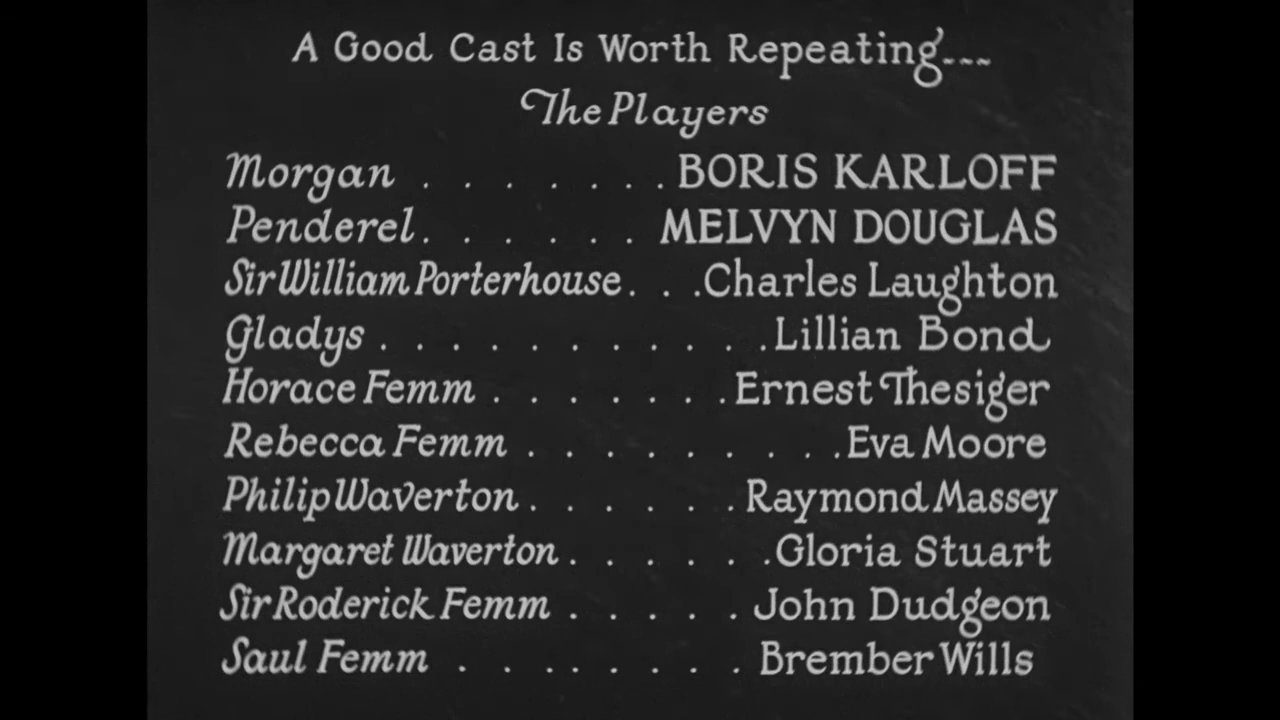 A Good Cast Is Worth Repeating---
The Players
Morgan . . . . . . . BORIS KARLOFF
Penderel . . . . . . MELVYN DOUGLAS
Sir William Porterhouse . . . Charles Laughton
Gladys . . . . . . . . . . . Lillian Bond
Horace Femm . . . . . . . Ernest Thesiger
Rebecca Femm . . . . . . . . . Eva Moore
Philip Waverton . . . . . . Raymond Massey
Margaret Waverton . . . . . . Gloria Stuart
Sir Roderick Femm . . . . . John Dudgeon
Saul Femm . . . . . . . . Brember Wills